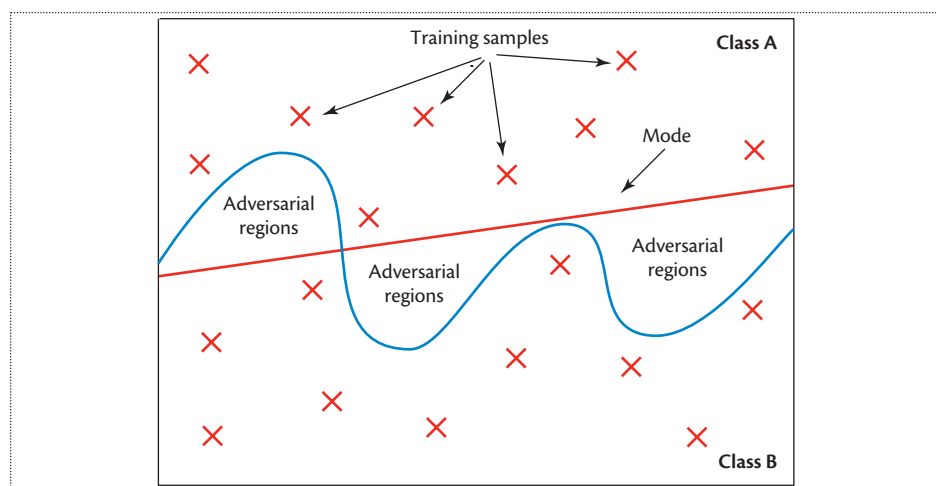 Training samples
Class A
Mode
Adversarial
regions
Adversarial
regions
Adversarial
regions
Class B